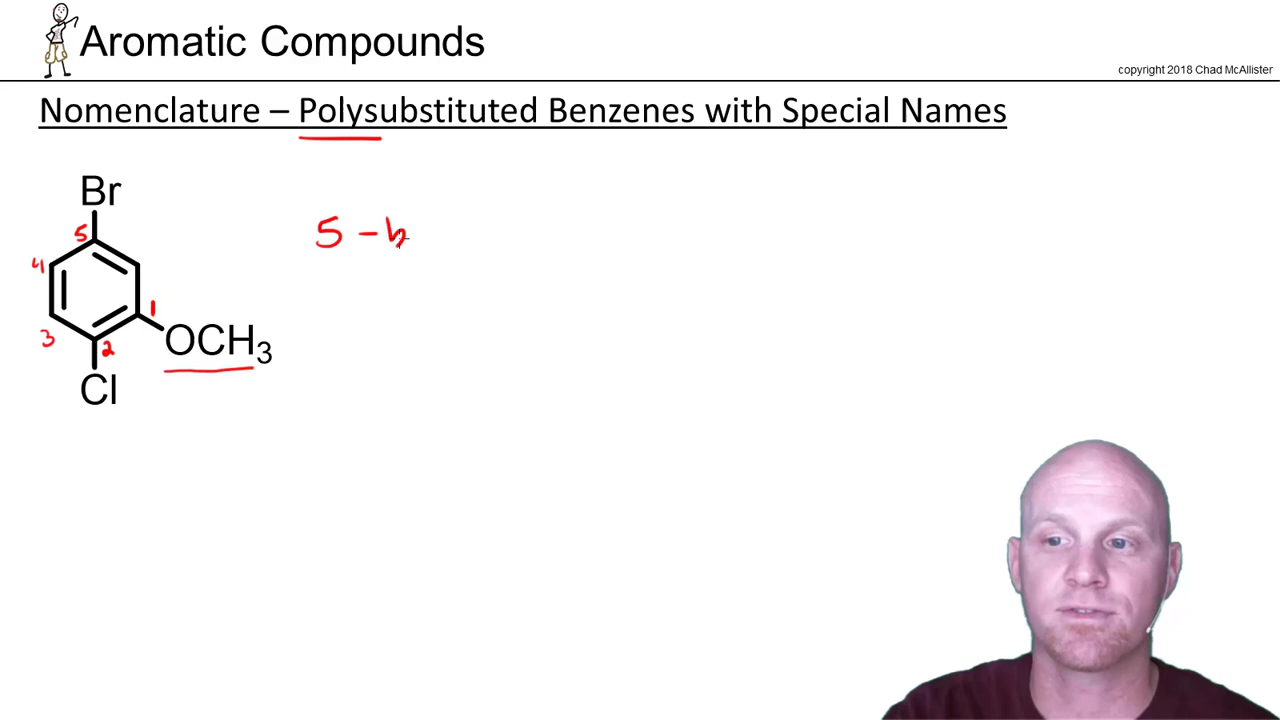 Aromatic Compounds
copyright 2018 Chad McAllister
Nomenclature – Polysubstituted Benzenes with Special Names
Br
5 – b
5
4
1
3
2
OCH3
Cl